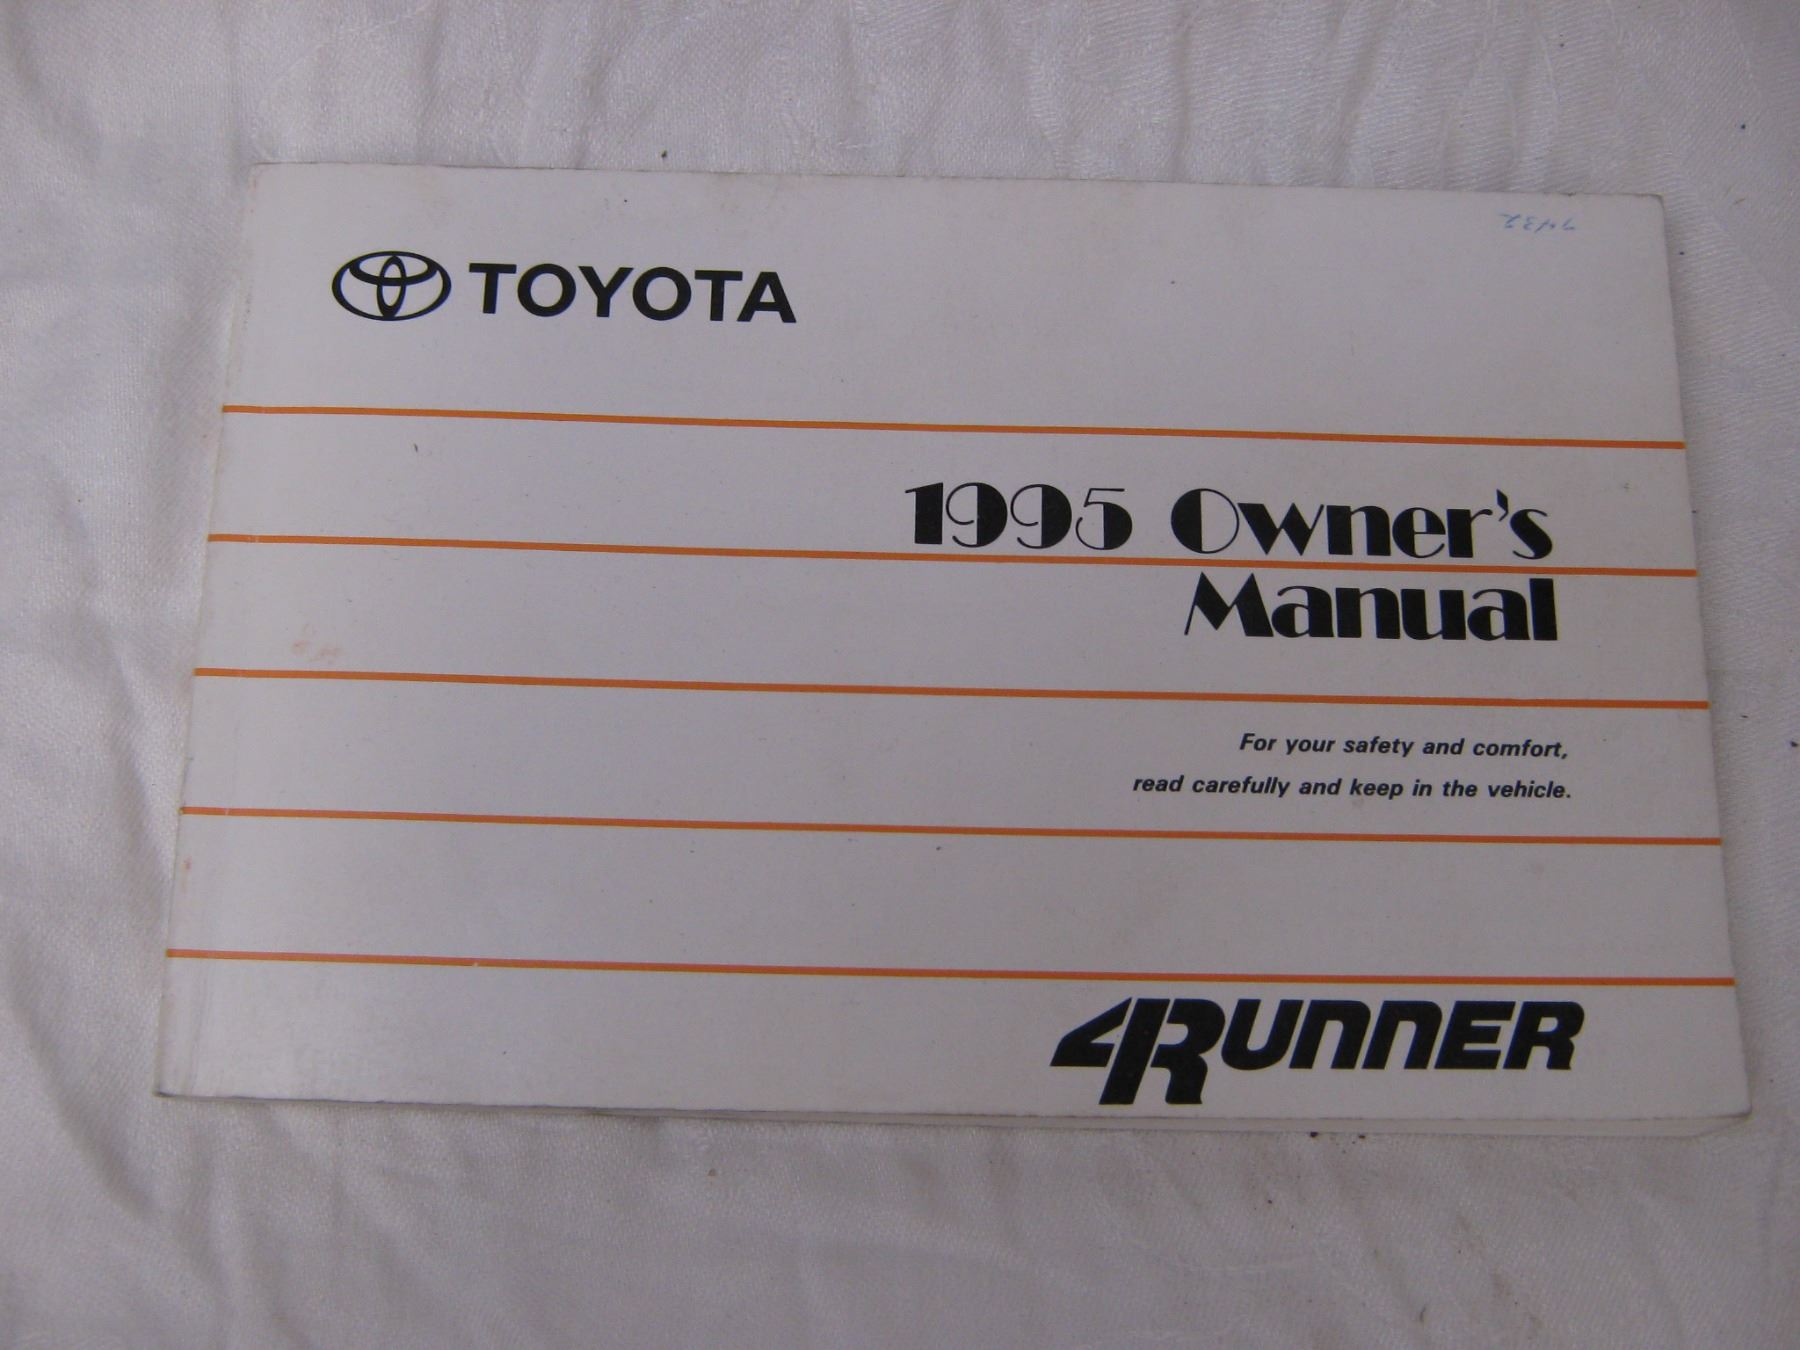 TOYOTA
1995 Owner's
Manual
For your safety and comfort,
read carefully and keep in the vehicle.
4RUNNER